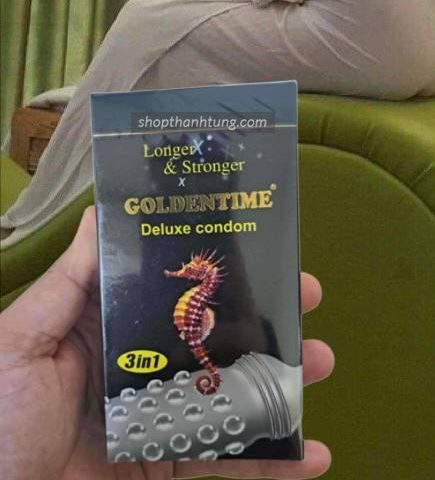 shopthanhtung.com
Longer X
& Stronger
X
GOLDENTIME®
Deluxe condom
3in1